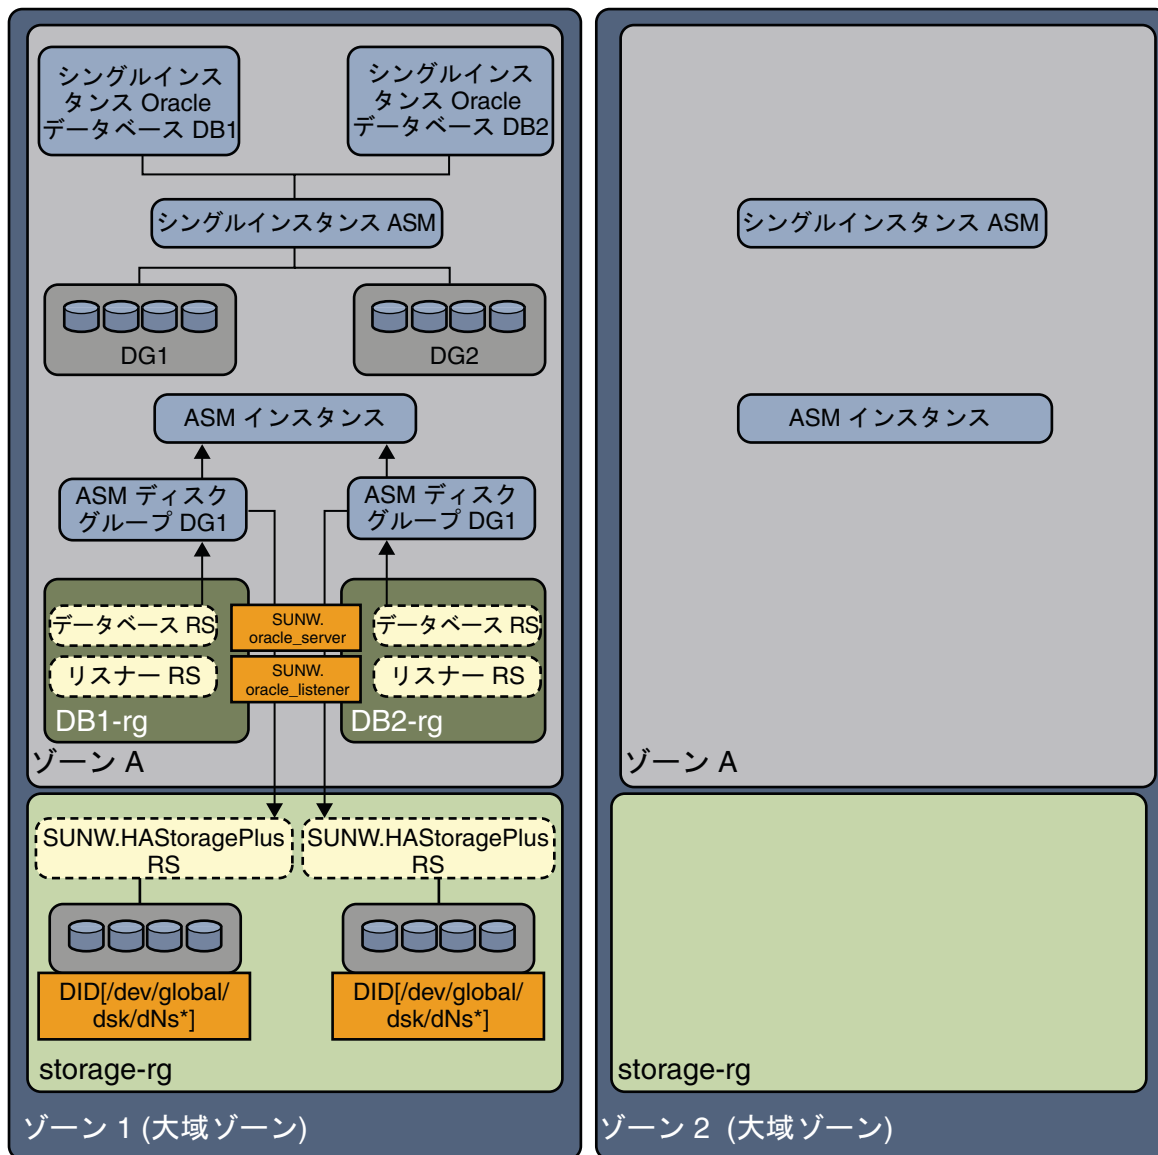 シングルインス
タンス Oracle
データベース DB1
シングルインス
タンス Oracle
データベース DB2
シングルインスタンス ASM
DG1
DG2
ASM インスタンス
ASM ディスク
グループ DG1
ASM ディスク
グループ DG1
データベース RS
リスナー RS
DB1-rg
SUNW.
oracle_server
SUNW.
oracle_listener
データベース RS
リスナー RS
DB2-rg
ゾーン A
SUNW.HAStoragePlus
RS
SUNW.HAStoragePlus
RS
DID[/dev/global/
dsk/dNs*]
DID[/dev/global/
dsk/dNs*]
storage-rg
ゾーン 1 (大域ゾーン)
シングルインスタンス ASM
ASM インスタンス
ゾーン A
storage-rg
ゾーン 2 (大域ゾーン)